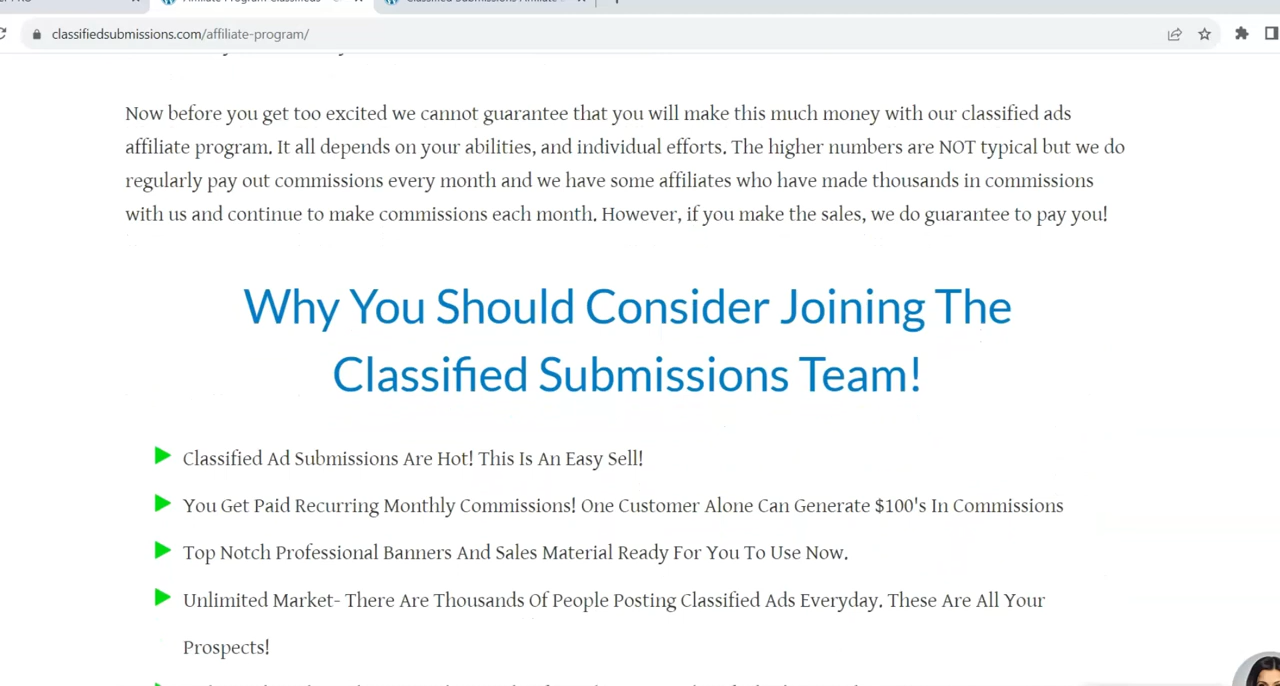 classifiedsubmissions.com/affiliate-program/
Now before you get too excited we cannot guarantee that you will make this much money with our classified ads
affiliate program. It all depends on your abilities, and individual efforts. The higher numbers are NOT typical but we do
regularly pay out commissions every month and we have some affiliates who have made thousands in commissions
with us and continue to make commissions each month. However, if you make the sales, we do guarantee to pay you!
Why You Should Consider Joining The
Classified Submissions Team!
Classified Ad Submissions Are Hot! This Is An Easy Sell!
You Get Paid Recurring Monthly Commissions! One Customer Alone Can Generate $100's In Commissions
Top Notch Professional Banners And Sales Material Ready For You To Use Now.
Unlimited Market- There Are Thousands Of People Posting Classified Ads Everyday. These Are All Your
Prospects!